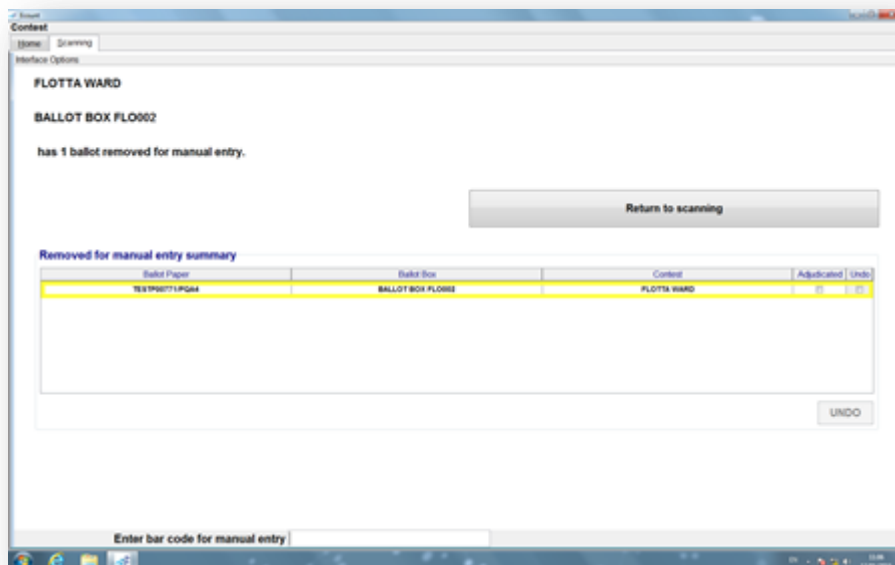 Contest
Home Scanning
Interface Options
FLOTTA WARD
BALLOT BOX FLO002
has 1 ballot removed for manual entry.
Return to scanning
Removed for manual entry summary
Ballot Paper Ballot Box Contest Adjudicated Undo
BALLOT BOX FLO002 FLOTTA WARD
UNDO
Enter bar code for manual entry
EN